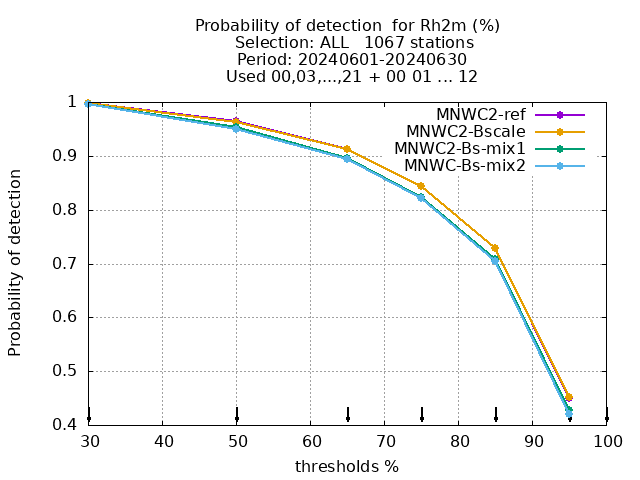 Probability of detection  for Rh2m (%)
Selection: ALL   1067 stations
Period: 20240601-20240630
Used 00,03,...,21 + 00 01 ... 12
MNWC2-ref
MNWC2-Bscale
MNWC2-Bs-mix1
MNWC-Bs-mix2
Probability of detection
1
0.9
0.8
0.7
0.6
0.5
0.4
30 40 50 60 70 80 90 100
thresholds %